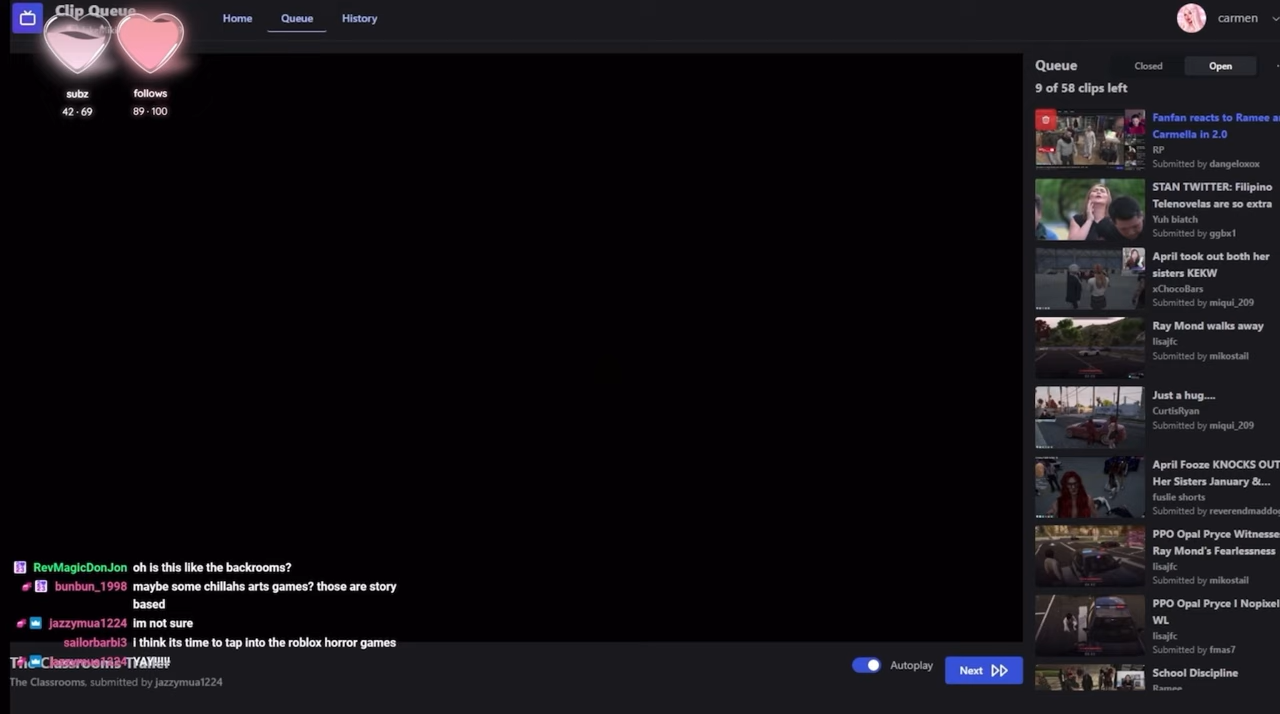 Clip Queue
Home
Queue
History
carmen
subz
42 · 69
follows
89 · 100
Queue
Closed
Open
9 of 58 clips left
Fanfan reacts to Ramee
Carmella in 2.0
RP
Submitted by dangeloxox
STAN TWITTER: Filipino
Telenovelas are so extra
Yuh biatch
Submitted by ggbx1
April took out both her
sisters KEKW
xChocoBars
Submitted by miqui_209
Ray Mond walks away
lisajfc
Submitted by mikostail
Just a hug....
CurtisRyan
Submitted by miqui_209
April Fooze KNOCKS OUT
Her Sisters January &...
fuslie shorts
Submitted by reverendmaddog
PPO Opal Pryce Witnesse
Ray Mond's Fearlessness
lisajfc
Submitted by mikostail
PPO Opal Pryce I Nopixel
WL
lisajfc
Submitted by fmas7
School Discipline
Ramee
RevMagicDonJon oh is this like the backrooms?
bunbun_1998 maybe some chillahs arts games? those are story
based
jazzymua1224 im not sure
sailorbarbi3 i think its time to tap into the roblox horror games
jazzymua1224 YAY!!!!!
The Classrooms Trailer
The Classrooms, submitted by jazzymua1224
Autoplay
Next